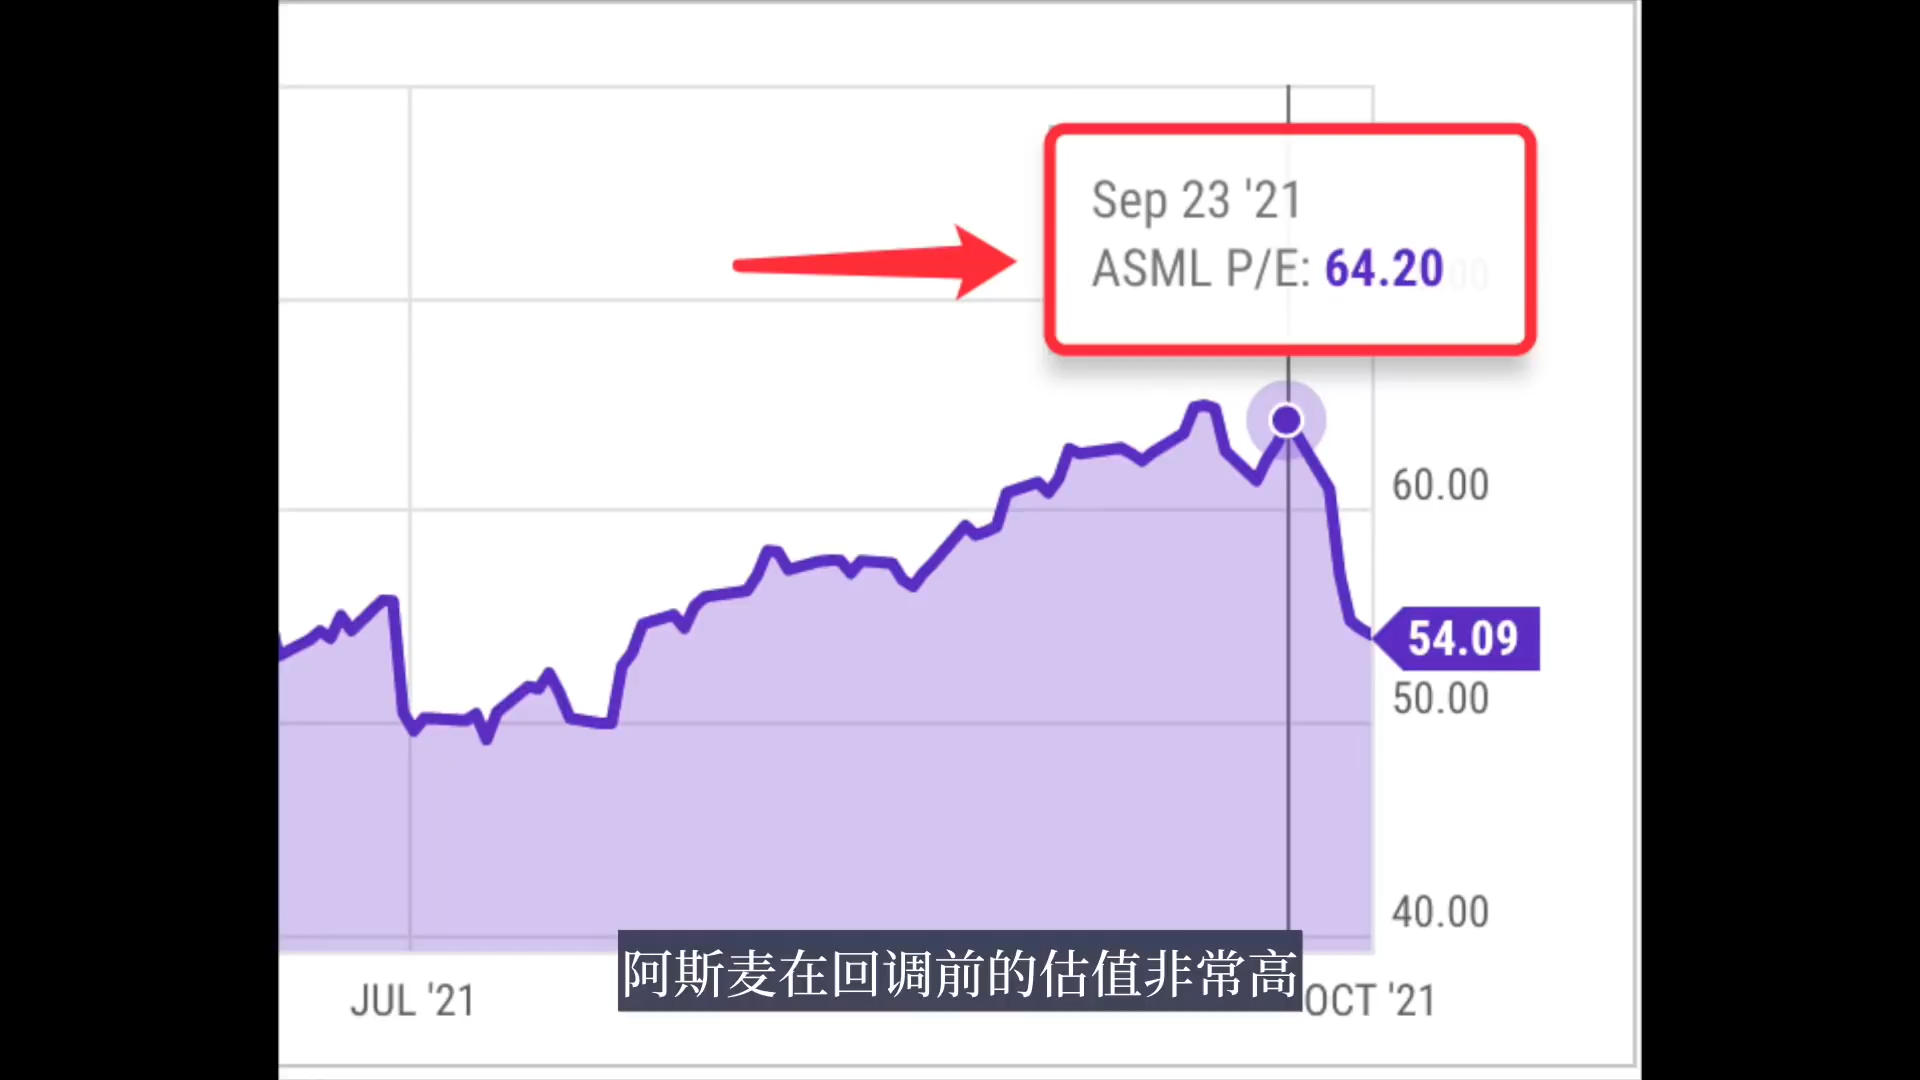 Sep 23 '21
ASML P/E: 64.20
60.00
54.09
50.00
40.00
阿斯麦在回调前的估值非常高
JUL '21
OCT '21